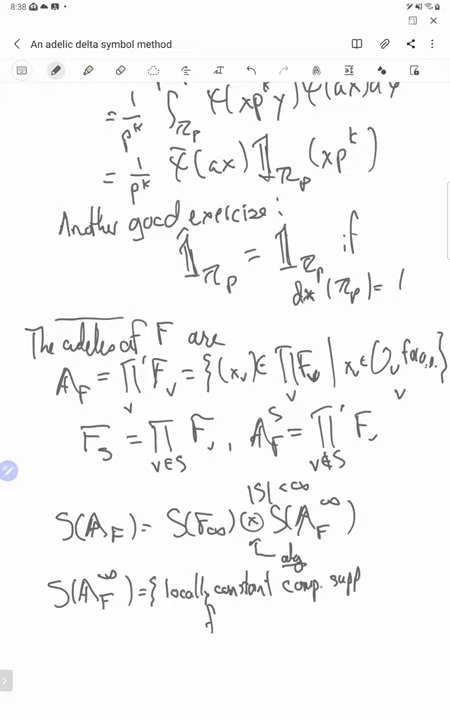 8:38
An adelic delta symbol method
= 1/p^k ∫_{ℤ_p} ψ(xp^k y) ψ(ax) dy
= 1/p^k ψ̄(ax) 𝟙_{ℤ_p}(xp^k)
Another good exercise:
𝟙̂_{ℤ_p} = 𝟙_{ℤ_p} if
dx(ℤ_p) = 1
The adeles of F are
A_F = ∏'_v F_v = {(x_v) ∈ ∏_v F_v | x_v ∈ O_v for a.e. v}
F_S = ∏_{v∈S} F_v, A_F^S = ∏'_{v∉S} F_v
|S| < ∞
S(A_F) = S(F_∞) ⊗ S(A_F^∞)
alg
S(A_F^∞) = { locally constant comp. supp
f